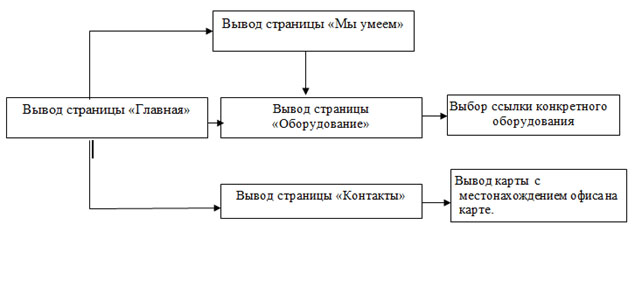 Вывод страницы «Мы умеем»
Вывод страницы «Главная»
Вывод страницы
«Оборудование»
Выбор ссылки конкретного
оборудования
Вывод страницы «Контакты»
Вывод карты с
местонахождением офиса на
карте.